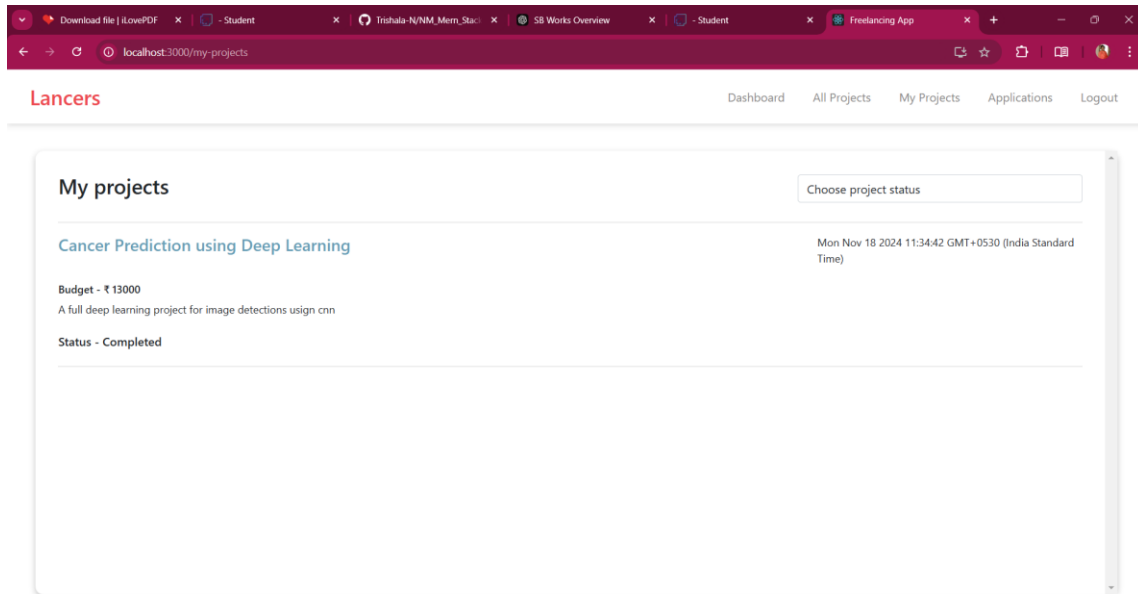 Download file | iLovePDF
- Student
Trishala-N/NM_Mern_Stac
SB Works Overview
- Student
Freelancing App
localhost:3000/my-projects
Lancers
Dashboard
All Projects
My Projects
Applications
Logout
My projects
Choose project status
Cancer Prediction using Deep Learning
Mon Nov 18 2024 11:34:42 GMT+0530 (India Standard
Time)
Budget - ₹ 13000
A full deep learning project for image detections usign cnn
Status - Completed